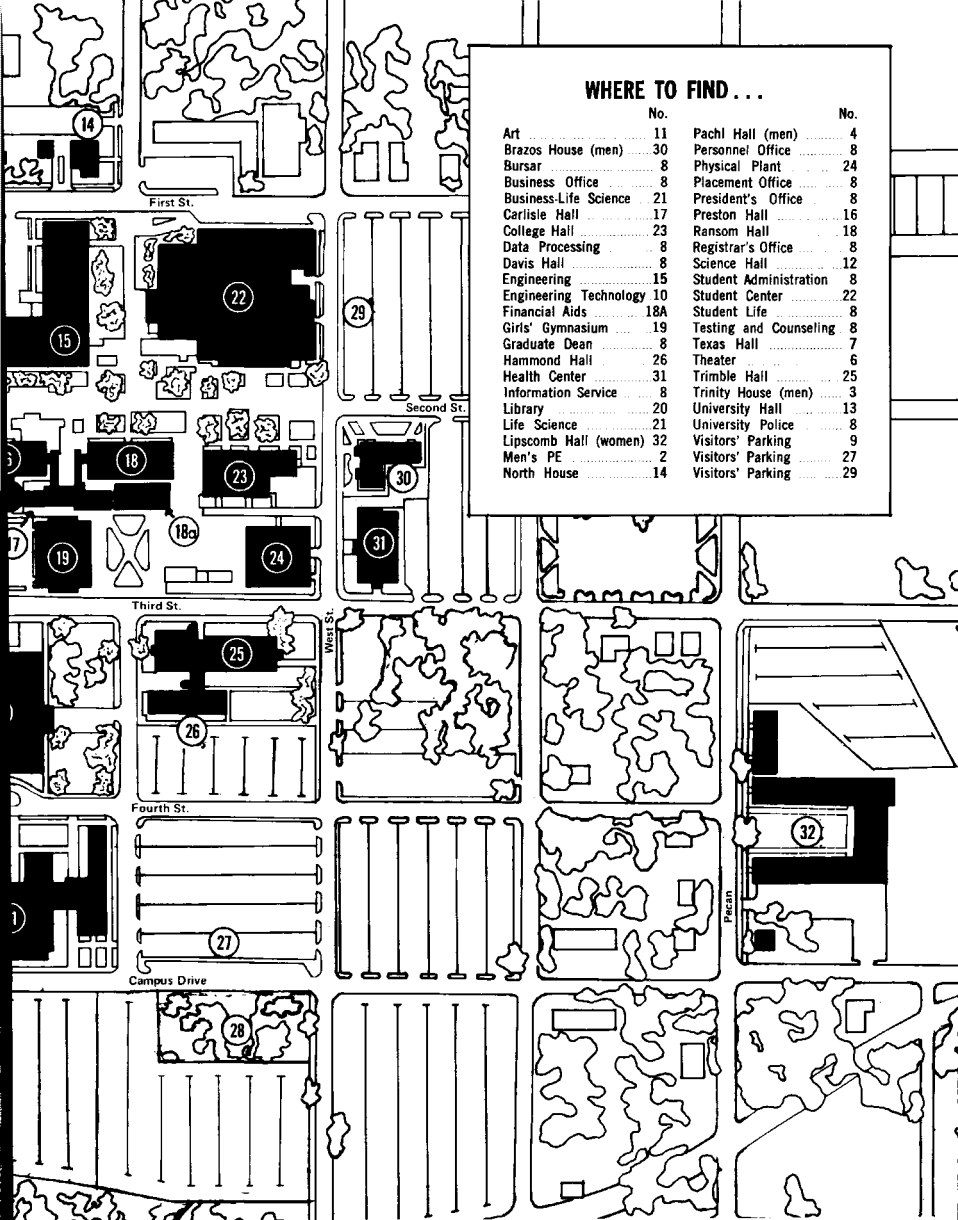 WHERE TO FIND...
No.
Art 11
Brazos House (men) 30
Bursar 8
Business Office 8
Business-Life Science 21
Carlisle Hall 17
College Hall 23
Data Processing 8
Davis Hall 8
Engineering 15
Engineering Technology 10
Financial Aids 18A
Girls' Gymnasium 19
Graduate Dean 8
Hammond Hall 26
Health Center 31
Information Service 8
Library 20
Life Science 21
Lipscomb Hall (women) 32
Men's PE 2
North House 14
No.
Pachl Hall (men) 4
Personnel Office 8
Physical Plant 24
Placement Office 8
President's Office 8
Preston Hall 16
Ransom Hall 18
Registrar's Office 8
Science Hall 12
Student Administration 8
Student Center 22
Student Life 8
Testing and Counseling 8
Texas Hall 7
Theater 6
Trimble Hall 25
Trinity House (men) 3
University Hall 13
University Police 8
Visitors' Parking 9
Visitors' Parking 27
Visitors' Parking 29
14
First St.
22
29
15
Second St.
18
23
30
18a
31
19
24
Third St.
West St.
25
26
Fourth St.
32
Pecan
27
Campus Drive
28